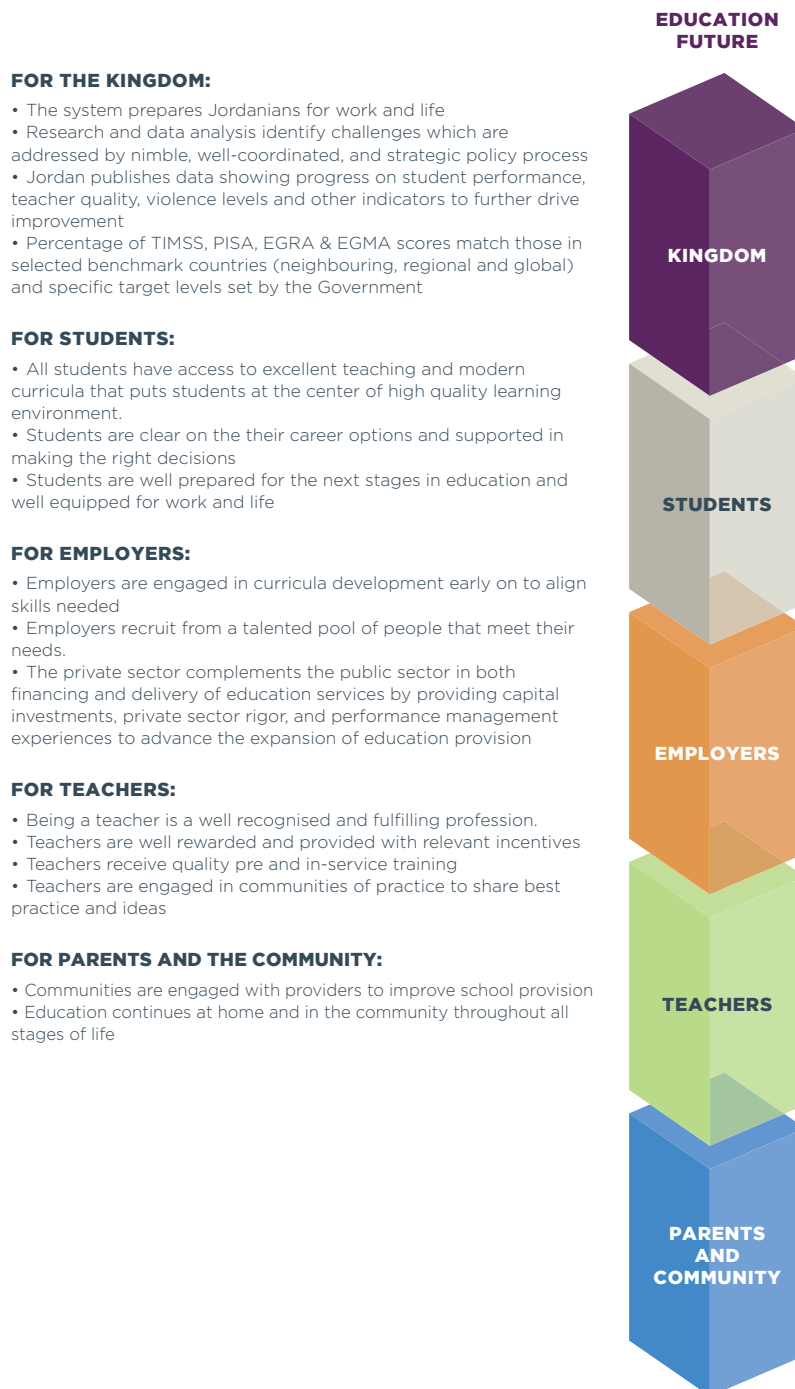 EDUCATION
FUTURE
FOR THE KINGDOM:
• The system prepares Jordanians for work and life
• Research and data analysis identify challenges which are
addressed by nimble, well-coordinated, and strategic policy process
• Jordan publishes data showing progress on student performance,
teacher quality, violence levels and other indicators to further drive
improvement
• Percentage of TIMSS, PISA, EGRA & EGMA scores match those in
selected benchmark countries (neighbouring, regional and global)
and specific target levels set by the Government
KINGDOM
FOR STUDENTS:
• All students have access to excellent teaching and modern
curricula that puts students at the center of high quality learning
environment.
• Students are clear on the their career options and supported in
making the right decisions
• Students are well prepared for the next stages in education and
well equipped for work and life
STUDENTS
FOR EMPLOYERS:
• Employers are engaged in curricula development early on to align
skills needed
• Employers recruit from a talented pool of people that meet their
needs.
• The private sector complements the public sector in both
financing and delivery of education services by providing capital
investments, private sector rigor, and performance management
experiences to advance the expansion of education provision
EMPLOYERS
FOR TEACHERS:
• Being a teacher is a well recognised and fulfilling profession.
• Teachers are well rewarded and provided with relevant incentives
• Teachers receive quality pre and in-service training
• Teachers are engaged in communities of practice to share best
practice and ideas
TEACHERS
FOR PARENTS AND THE COMMUNITY:
• Communities are engaged with providers to improve school provision
• Education continues at home and in the community throughout all
stages of life
PARENTS
AND
COMMUNITY